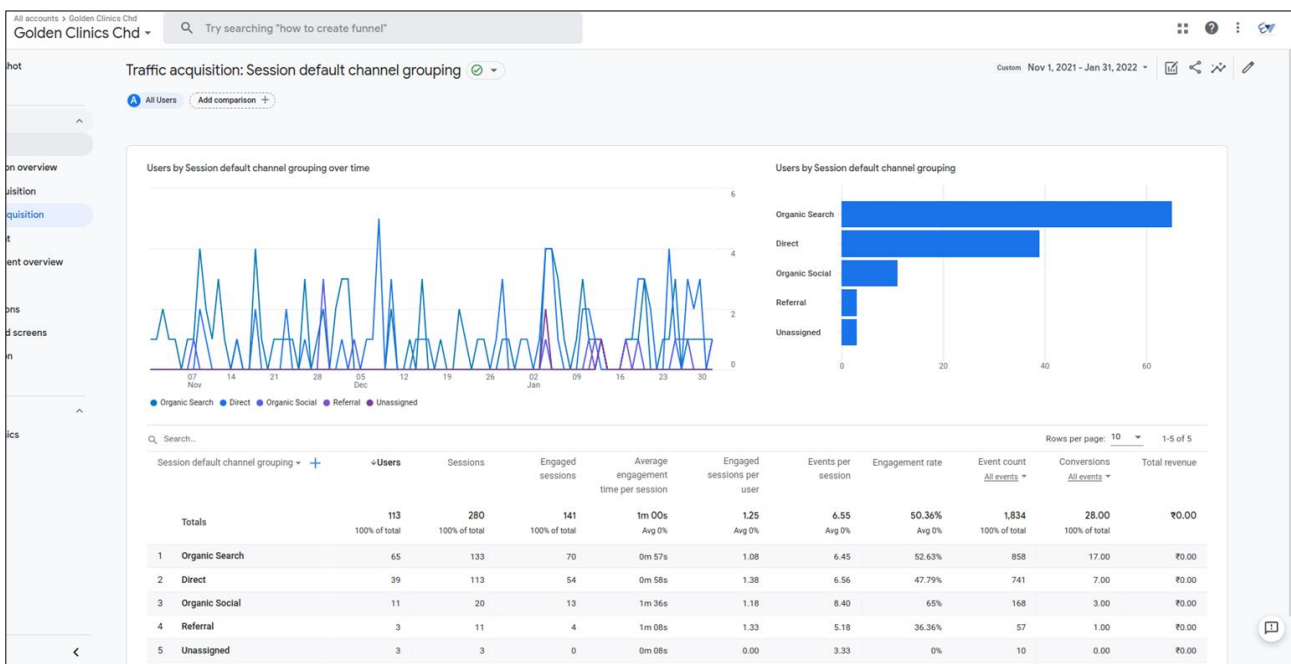 All accounts > Golden Clinics Chd
Golden Clinics Chd
Try searching "how to create funnel"
hot
Traffic acquisition: Session default channel grouping
Custom Nov 1, 2021 - Jan 31, 2022
A All Users
Add comparison +
on overview
uisition
cquisition
t
ent overview
ons
d screens
on
ics
Users by Session default channel grouping over time
6
4
2
0
07 Nov
14
21
28
05 Dec
12
19
26
02 Jan
09
16
23
30
Organic Search Direct Organic Social Referral Unassigned
Users by Session default channel grouping
Organic Search
Direct
Organic Social
Referral
Unassigned
0 20 40 60
Search...
Rows per page: 10 1-5 of 5
Session default channel grouping + Users Sessions Engaged sessions Average engagement time per session Engaged sessions per user Events per session Engagement rate Event count All events Conversions All events Total revenue
Totals 113 280 141 1m 00s 1.25 6.55 50.36% 1,834 28.00 ₹0.00
100% of total 100% of total 100% of total Avg 0% Avg 0% Avg 0% Avg 0% 100% of total 100% of total
1 Organic Search 65 133 70 0m 57s 1.08 6.45 52.63% 858 17.00 ₹0.00
2 Direct 39 113 54 0m 58s 1.38 6.56 47.79% 741 7.00 ₹0.00
3 Organic Social 11 20 13 1m 36s 1.18 8.40 65% 168 3.00 ₹0.00
4 Referral 3 11 4 1m 08s 1.33 5.18 36.36% 57 1.00 ₹0.00
5 Unassigned 3 3 0 0m 08s 0.00 3.33 0% 10 0.00 ₹0.00